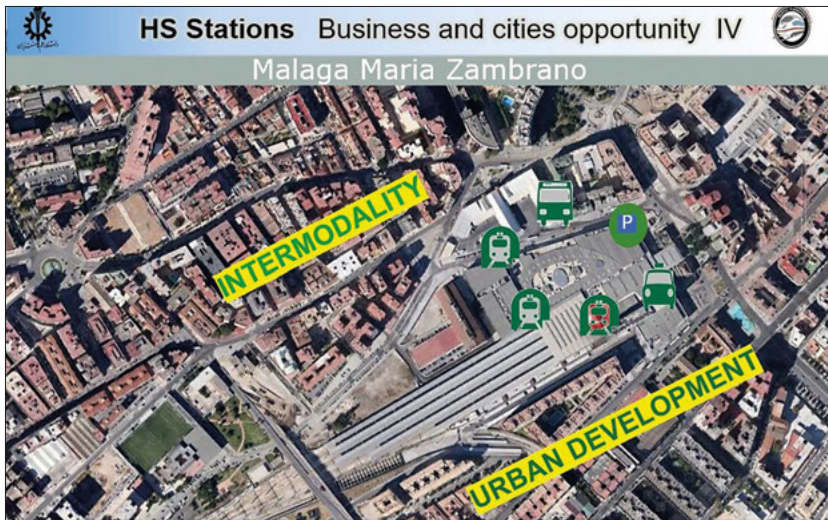 HS Stations Business and cities opportunity IV
Malaga Maria Zambrano
INTERMODALITY
P
URBAN DEVELOPMENT